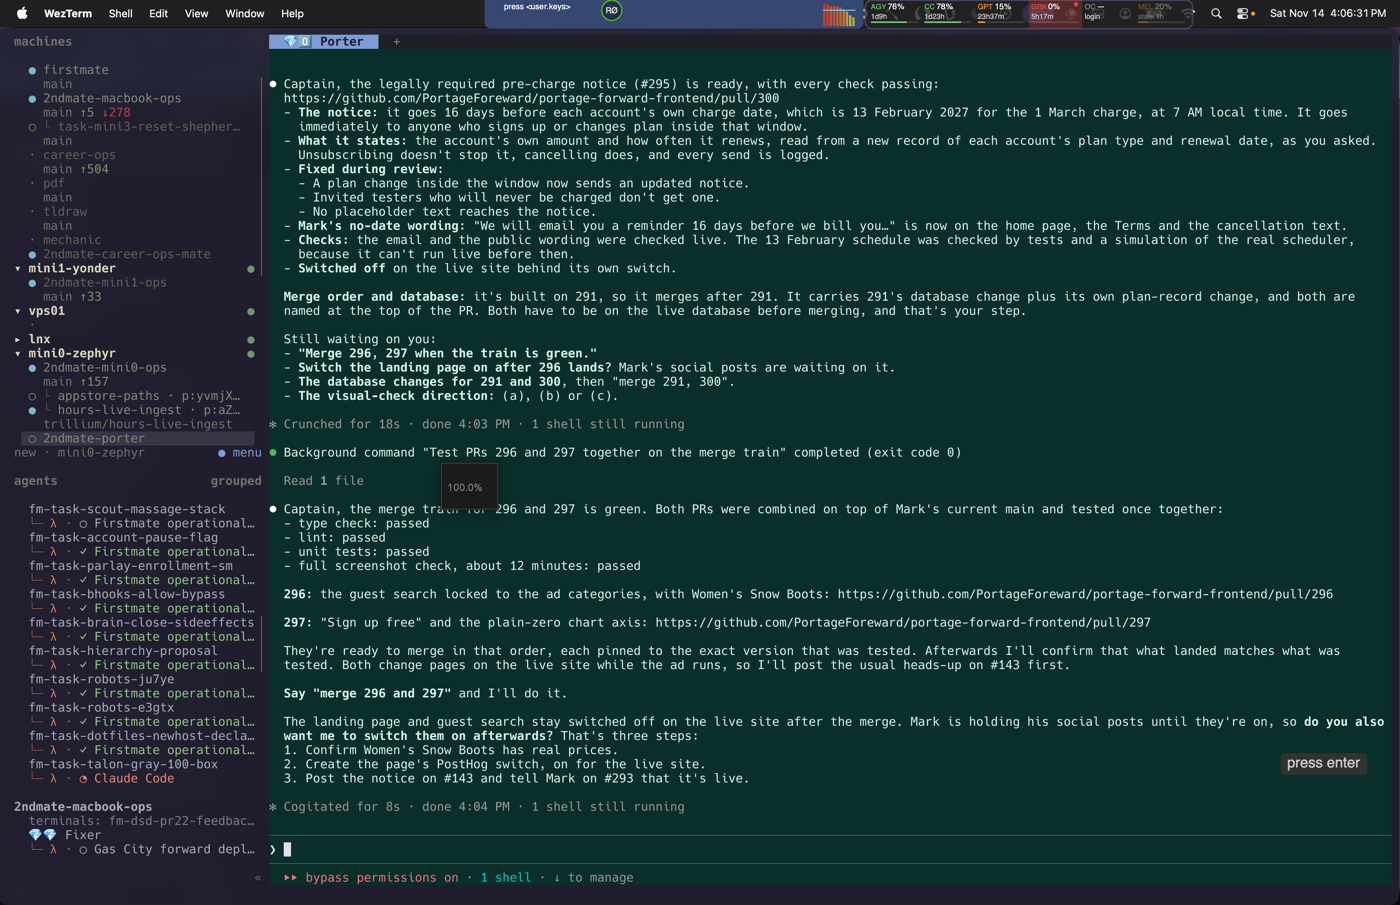 WezTerm Shell Edit View Window Help
press <user.keys>
RØ
AGY 76%
1d9h
CC 78%
1d23h
GPT 15%
23h37m
GRK 0%
5h17m
OC —
login
MEL 20%
stale 1h
Sat Nov 14 4:06:31 PM
machines
● firstmate
main
● 2ndmate-macbook-ops
main ↑5 ↓278
○ └ task-mini3-reset-shepher…
main
· career-ops
main ↑504
· pdf
main
· tldraw
main
· mechanic
● 2ndmate-career-ops-mate
▾ mini1-yonder ●
● 2ndmate-mini1-ops
main ↑33
▾ vps01 ●
·
▸ lnx ●
▾ mini0-zephyr ●
● 2ndmate-mini0-ops
main ↑157
○ └ appstore-paths · p:yvmjX…
● └ hours-live-ingest · p:aZ…
trillium/hours-live-ingest
○ 2ndmate-porter
new · mini0-zephyr ● menu
agents grouped
fm-task-scout-massage-stack
└─ λ · ○ Firstmate operational…
fm-task-account-pause-flag
└─ λ · ✓ Firstmate operational…
fm-task-parlay-enrollment-sm
└─ λ · ✓ Firstmate operational…
fm-task-bhooks-allow-bypass
└─ λ · ✓ Firstmate operational…
fm-task-brain-close-sideeffects
└─ λ · ✓ Firstmate operational…
fm-task-hierarchy-proposal
└─ λ · ✓ Firstmate operational…
fm-task-robots-ju7ye
└─ λ · ✓ Firstmate operational…
fm-task-robots-e3gtx
└─ λ · ✓ Firstmate operational…
fm-task-dotfiles-newhost-decla…
└─ λ · ✓ Firstmate operational…
fm-task-talon-gray-100-box
└─ λ · ◔ Claude Code
2ndmate-macbook-ops
terminals: fm-dsd-pr22-feedbac…
💎💎 Fixer
└─ λ · ○ Gas City forward depl…
«
💎 0 Porter +
● Captain, the legally required pre-charge notice (#295) is ready, with every check passing:
https://github.com/PortageForeward/portage-forward-frontend/pull/300
- The notice: it goes 16 days before each account's own charge date, which is 13 February 2027 for the 1 March charge, at 7 AM local time. It goes
immediately to anyone who signs up or changes plan inside that window.
- What it states: the account's own amount and how often it renews, read from a new record of each account's plan type and renewal date, as you asked.
Unsubscribing doesn't stop it, cancelling does, and every send is logged.
- Fixed during review:
- A plan change inside the window now sends an updated notice.
- Invited testers who will never be charged don't get one.
- No placeholder text reaches the notice.
- Mark's no-date wording: "We will email you a reminder 16 days before we bill you…" is now on the home page, the Terms and the cancellation text.
- Checks: the email and the public wording were checked live. The 13 February schedule was checked by tests and a simulation of the real scheduler,
because it can't run live before then.
- Switched off on the live site behind its own switch.
Merge order and database: it's built on 291, so it merges after 291. It carries 291's database change plus its own plan-record change, and both are
named at the top of the PR. Both have to be on the live database before merging, and that's your step.
Still waiting on you:
- "Merge 296, 297 when the train is green."
- Switch the landing page on after 296 lands? Mark's social posts are waiting on it.
- The database changes for 291 and 300, then "merge 291, 300".
- The visual-check direction: (a), (b) or (c).
✻ Crunched for 18s · done 4:03 PM · 1 shell still running
● Background command "Test PRs 296 and 297 together on the merge train" completed (exit code 0)
Read 1 file
100.0%
● Captain, the merge train for 296 and 297 is green. Both PRs were combined on top of Mark's current main and tested once together:
- type check: passed
- lint: passed
- unit tests: passed
- full screenshot check, about 12 minutes: passed
296: the guest search locked to the ad categories, with Women's Snow Boots: https://github.com/PortageForeward/portage-forward-frontend/pull/296
297: "Sign up free" and the plain-zero chart axis: https://github.com/PortageForeward/portage-forward-frontend/pull/297
They're ready to merge in that order, each pinned to the exact version that was tested. Afterwards I'll confirm that what landed matches what was
tested. Both change pages on the live site while the ad runs, so I'll post the usual heads-up on #143 first.
Say "merge 296 and 297" and I'll do it.
The landing page and guest search stay switched off on the live site after the merge. Mark is holding his social posts until they're on, so do you also
want me to switch them on afterwards? That's three steps:
1. Confirm Women's Snow Boots has real prices.
2. Create the page's PostHog switch, on for the live site.
3. Post the notice on #143 and tell Mark on #293 that it's live.
press enter
✻ Cogitated for 8s · done 4:04 PM · 1 shell still running
❯
▸▸ bypass permissions on · 1 shell · ↓ to manage